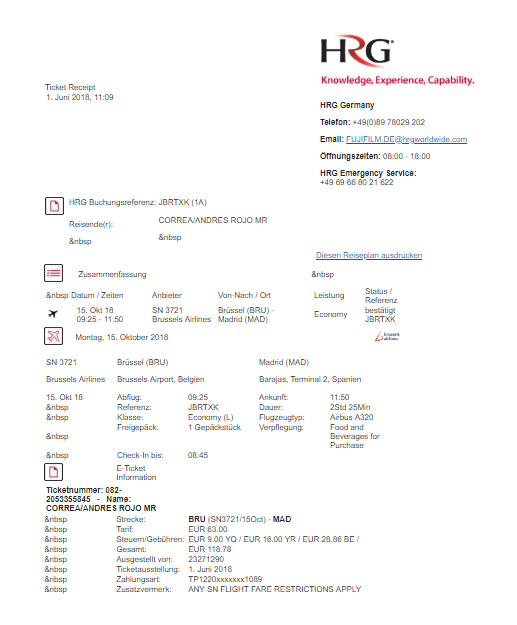 HRG
Knowledge, Experience, Capability.
Ticket Receipt
1. Juni 2018, 11:09
HRG Germany
Telefon: +49(0)89 78029 202
Email: FUJIFILM.DE@hrgworldwide.com
Öffnungszeiten: 08:00 - 18:00
HRG Emergency Service:
+49 69 66 80 21 622
HRG Buchungsreferenz: JBRTXK (1A)
Reisende(r): CORREA/ANDRES ROJO MR
&nbsp &nbsp
Diesen Reiseplan ausdrucken
Zusammenfassung &nbsp
&nbsp Datum / Zeiten Anbieter Von-Nach / Ort Leistung Status / Referenz
15. Okt 18 SN 3721 Brüssel (BRU) - bestätigt
09:25 - 11:50 Brussels Airlines Madrid (MAD) Economy JBRTXK
Montag, 15. Oktober 2018 brussels airlines
SN 3721 Brüssel (BRU) Madrid (MAD)
Brussels Airlines Brussels Airport, Belgien Barajas, Terminal 2, Spanien
15. Okt 18 Abflug: 09:25 Ankunft: 11:50
&nbsp Referenz: JBRTXK Dauer: 2Std 25Min
&nbsp Klasse: Economy (L) Flugzeugtyp: Airbus A320
Freigepäck: 1 Gepäckstück Verpflegung: Food and
&nbsp Beverages for
Purchase
&nbsp Check-In bis: 08:45
E-Ticket
Information
Ticketnummer: 082-
2053355845 - Name:
CORREA/ANDRES ROJO MR
&nbsp Strecke: BRU (SN3721/15Oct) - MAD
&nbsp Tarif: EUR 63.00
&nbsp Steuern/Gebühren: EUR 9.00 YQ / EUR 16.00 YR / EUR 28.86 BE /
&nbsp Gesamt: EUR 118.78
&nbsp Ausgestellt von: 23271290
&nbsp Ticketausstellung: 1. Juni 2018
&nbsp Zahlungsart: TP1220xxxxxxx1089
&nbsp Zusatzvermerk: ANY SN FLIGHT FARE RESTRICTIONS APPLY